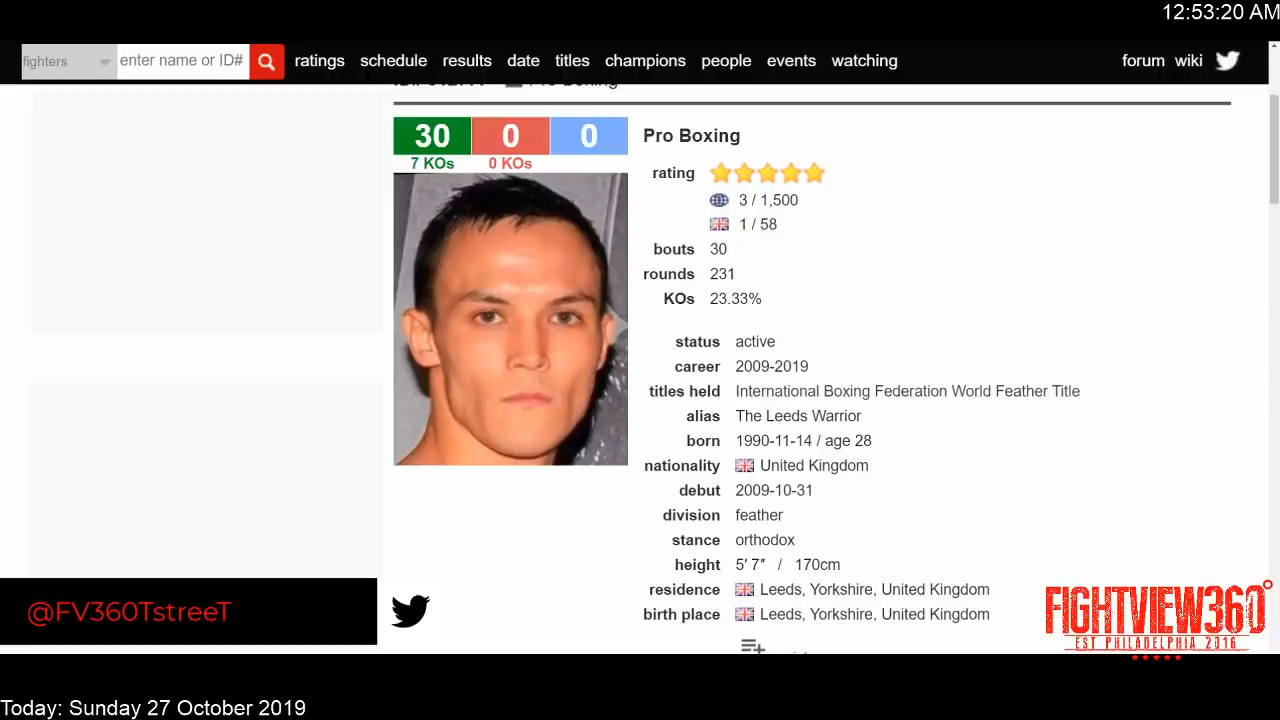 12:53:20 AM
fighters enter name or ID# ratings schedule results date titles champions people events watching forum wiki
Pro Boxing
30 0 0
7 KOs 0 KOs
Pro Boxing
rating
3 / 1,500
1 / 58
bouts 30
rounds 231
KOs 23.33%
status active
career 2009-2019
titles held International Boxing Federation World Feather Title
alias The Leeds Warrior
born 1990-11-14 / age 28
nationality United Kingdom
debut 2009-10-31
division feather
stance orthodox
height 5′ 7″ / 170cm
residence Leeds, Yorkshire, United Kingdom
birth place Leeds, Yorkshire, United Kingdom
@FV360TstreeT
FIGHTVIEW360°
EST PHILADELPHIA 2016
Today: Sunday 27 October 2019